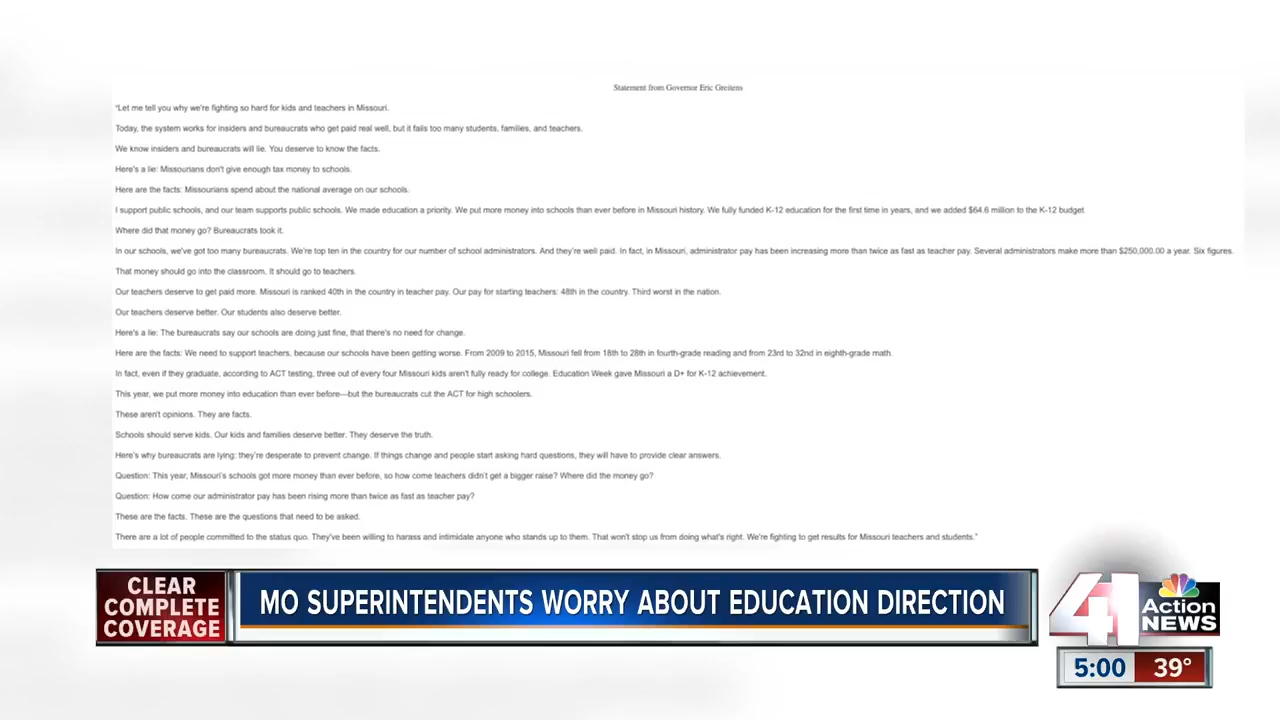 Statement from Governor Eric Greitens
“Let me tell you why we're fighting so hard for kids and teachers in Missouri.
Today, the system works for insiders and bureaucrats who get paid real well, but it fails too many students, families, and teachers.
We know insiders and bureaucrats will lie. You deserve to know the facts.
Here's a lie: Missourians don't give enough tax money to schools.
Here are the facts: Missourians spend about the national average on our schools.
I support public schools, and our team supports public schools. We made education a priority. We put more money into schools than ever before in Missouri history. We fully funded K-12 education for the first time in years, and we added $64.6 million to the K-12 budget
Where did that money go? Bureaucrats took it.
In our schools, we've got too many bureaucrats. We're top ten in the country for our number of school administrators. And they're well paid. In fact, in Missouri, administrator pay has been increasing more than twice as fast as teacher pay. Several administrators make more than $250,000.00 a year. Six figures.
That money should go into the classroom. It should go to teachers.
Our teachers deserve to get paid more. Missouri is ranked 40th in the country in teacher pay. Our pay for starting teachers: 48th in the country. Third worst in the nation.
Our teachers deserve better. Our students also deserve better.
Here's a lie: The bureaucrats say our schools are doing just fine, that there's no need for change.
Here are the facts: We need to support teachers, because our schools have been getting worse. From 2009 to 2015, Missouri fell from 18th to 28th in fourth-grade reading and from 23rd to 32nd in eighth-grade math.
In fact, even if they graduate, according to ACT testing, three out of every four Missouri kids aren't fully ready for college. Education Week gave Missouri a D+ for K-12 achievement.
This year, we put more money into education than ever before—but the bureaucrats cut the ACT for high schoolers.
These aren't opinions. They are facts.
Schools should serve kids. Our kids and families deserve better. They deserve the truth.
Here's why bureaucrats are lying: they're desperate to prevent change. If things change and people start asking hard questions, they will have to provide clear answers.
Question: This year, Missouri's schools got more money than ever before, so how come teachers didn't get a bigger raise? Where did the money go?
Question: How come our administrator pay has been rising more than twice as fast as teacher pay?
These are the facts. These are the questions that need to be asked.
There are a lot of people committed to the status quo. They've been willing to harass and intimidate anyone who stands up to them. That won't stop us from doing what's right. We're fighting to get results for Missouri teachers and students.”
CLEAR
COMPLETE
COVERAGE
MO SUPERINTENDENTS WORRY ABOUT EDUCATION DIRECTION
41
Action
NEWS
5:00 39°